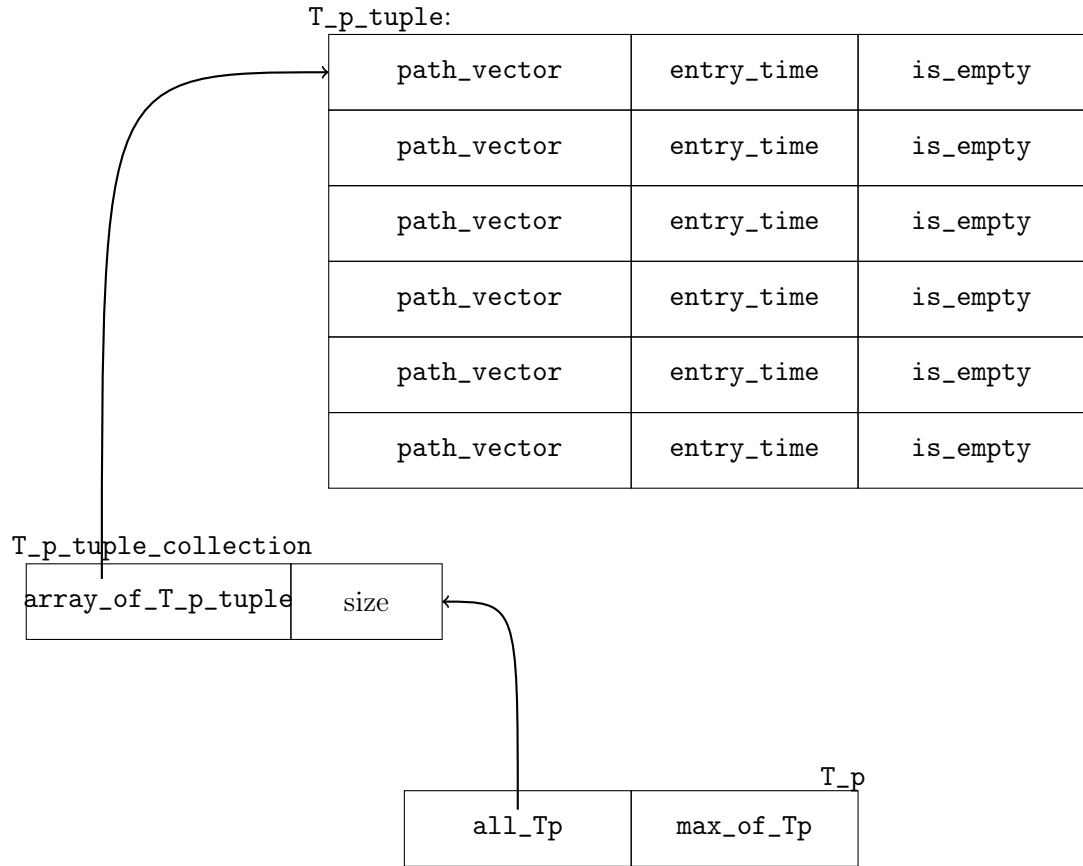 T_p_tuple:
path_vector entry_time is_empty
path_vector entry_time is_empty
path_vector entry_time is_empty
path_vector entry_time is_empty
path_vector entry_time is_empty
path_vector entry_time is_empty
T_p_tuple_collection
array_of_T_p_tuple size
T_p
all_Tp max_of_Tp